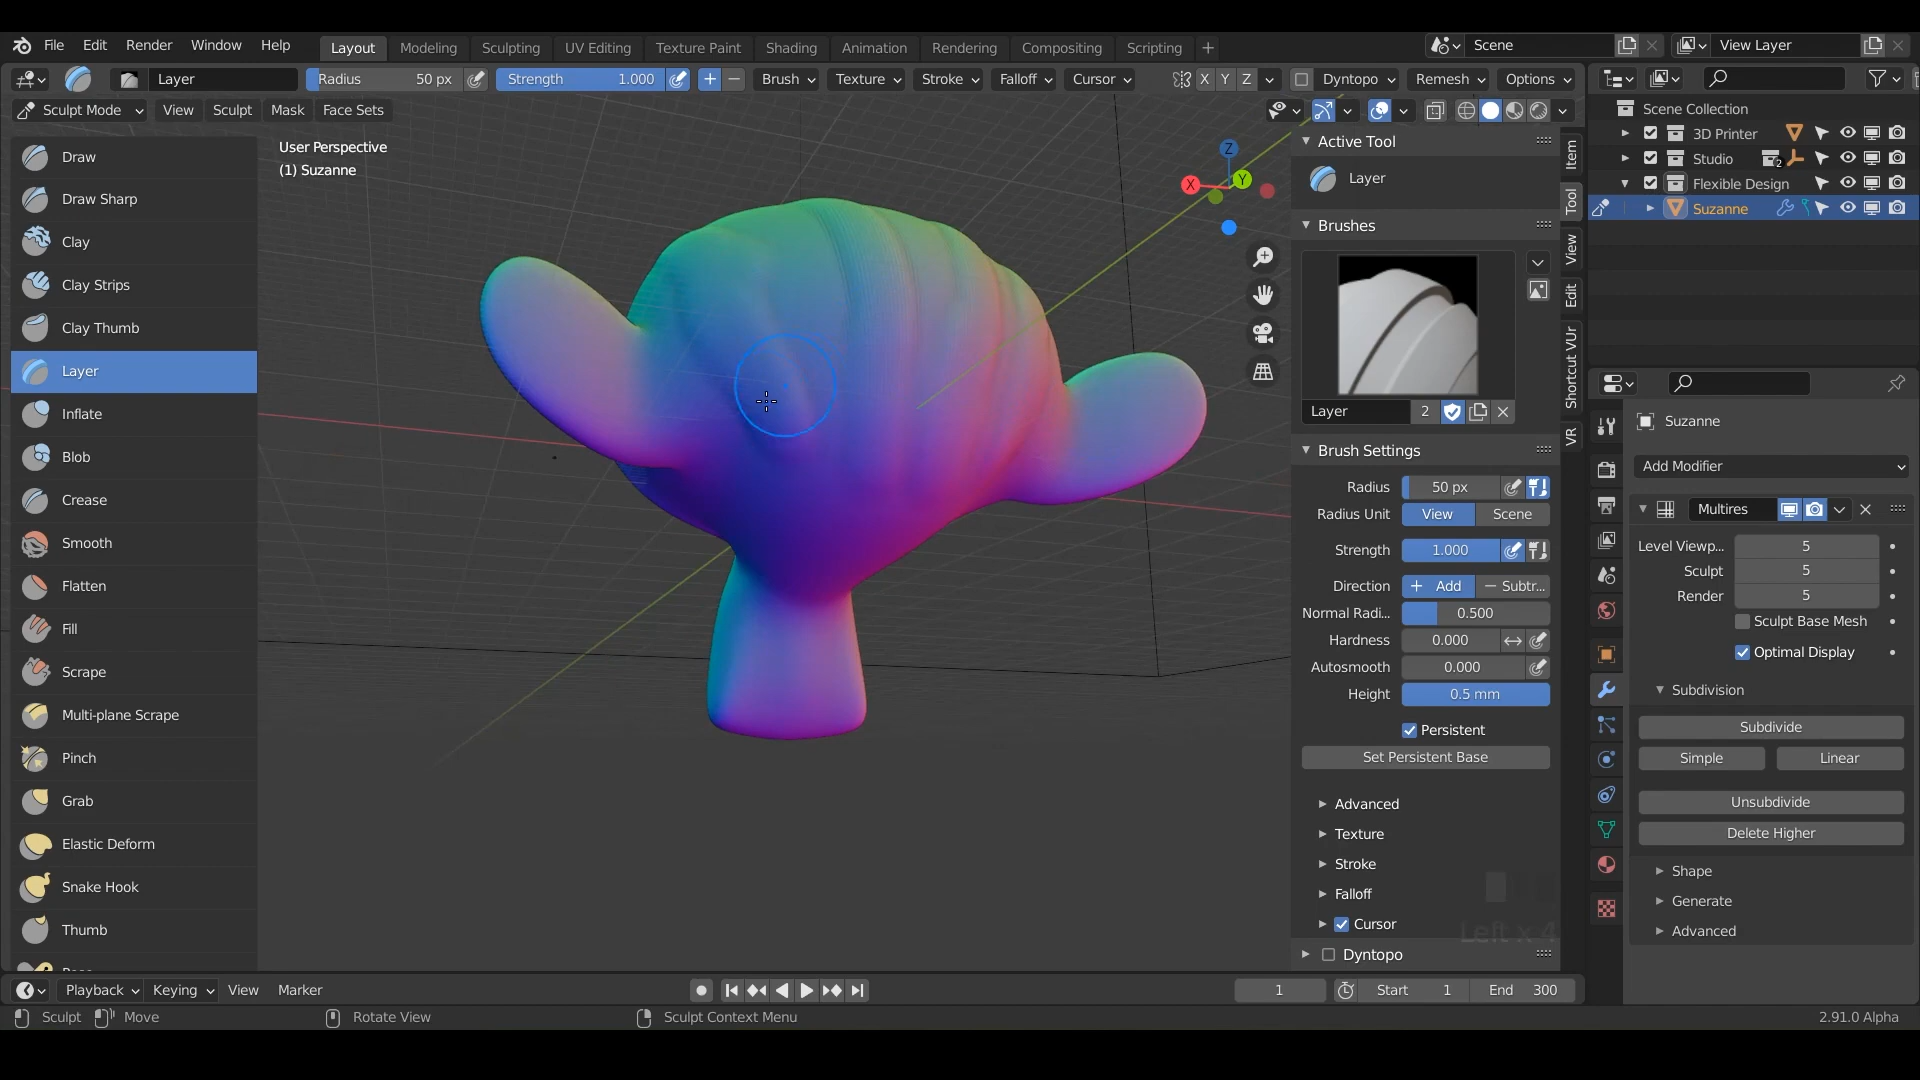 File Edit Render Window Help Layout Modeling Sculpting UV Editing Texture Paint Shading Animation Rendering Compositing Scripting + Scene View Layer
Layer Radius 50 px Strength 1.000 + − Brush Texture Stroke Falloff Cursor X Y Z Dyntopo Remesh Options
Sculpt Mode View Sculpt Mask Face Sets
User Perspective
(1) Suzanne
Draw
Draw Sharp
Clay
Clay Strips
Clay Thumb
Layer
Inflate
Blob
Crease
Smooth
Flatten
Fill
Scrape
Multi-plane Scrape
Pinch
Grab
Elastic Deform
Snake Hook
Thumb
Z
X
Y
Active Tool
Layer
Brushes
Layer 2
Brush Settings
Radius 50 px
Radius Unit View Scene
Strength 1.000
Direction + Add − Subtr...
Normal Radi... 0.500
Hardness 0.000
Autosmooth 0.000
Height 0.5 mm
Persistent
Set Persistent Base
Advanced
Texture
Stroke
Falloff
Cursor
Left x 4
Dyntopo
Item
Tool
View
Edit
Shortcut VUr
VR
Scene Collection
3D Printer
Studio 2
Flexible Design
Suzanne
Suzanne
Add Modifier
Multires
Level Viewp... 5
Sculpt 5
Render 5
Sculpt Base Mesh
Optimal Display
Subdivision
Subdivide
Simple Linear
Unsubdivide
Delete Higher
Shape
Generate
Advanced
Playback Keying View Marker 1 Start 1 End 300
Sculpt Move Rotate View Sculpt Context Menu 2.91.0 Alpha